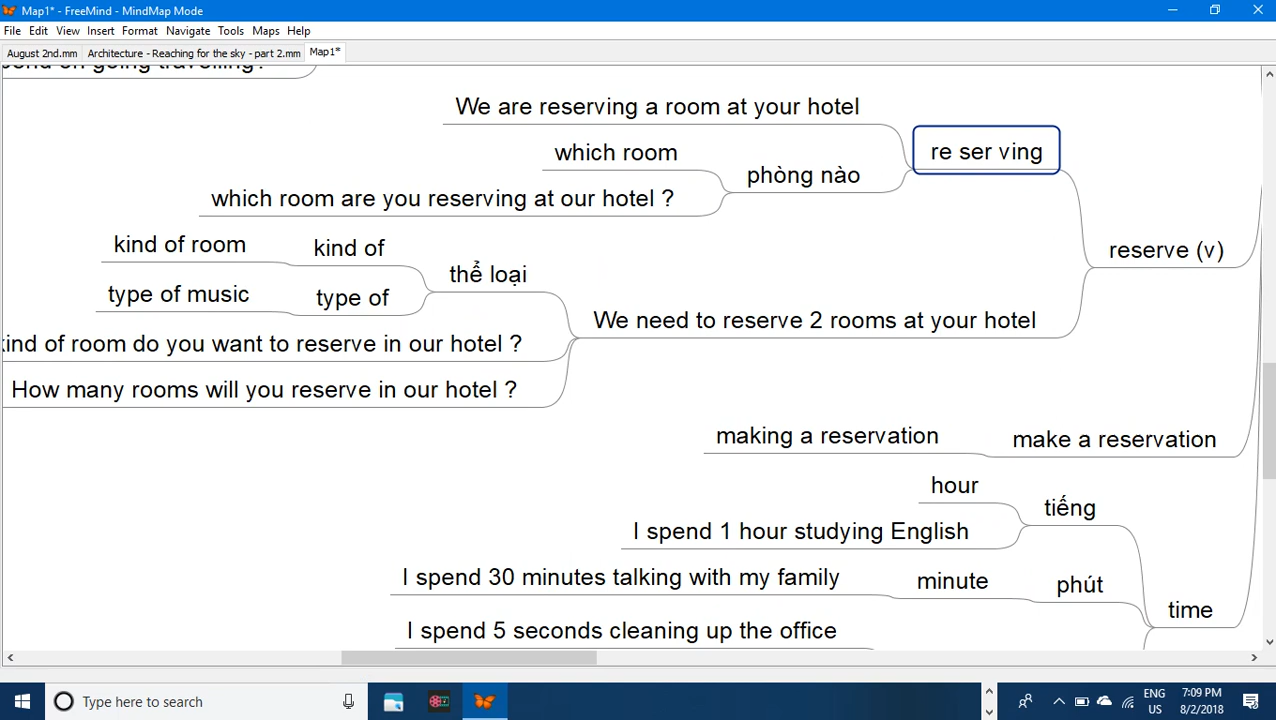 Map1* - FreeMind - MindMap Mode
File Edit View Insert Format Navigate Tools Maps Help
August 2nd.mm Architecture - Reaching for the sky - part 2.mm Map1*
on going travelling?
We are reserving a room at your hotel
re ser ving
which room
phòng nào
which room are you reserving at our hotel ?
reserve (v)
kind of room
kind of
thể loại
type of music
type of
We need to reserve 2 rooms at your hotel
kind of room do you want to reserve in our hotel ?
How many rooms will you reserve in our hotel ?
making a reservation
make a reservation
hour
tiếng
I spend 1 hour studying English
I spend 30 minutes talking with my family
minute
phút
time
I spend 5 seconds cleaning up the office
Type here to search
ENG
US
7:09 PM
8/2/2018